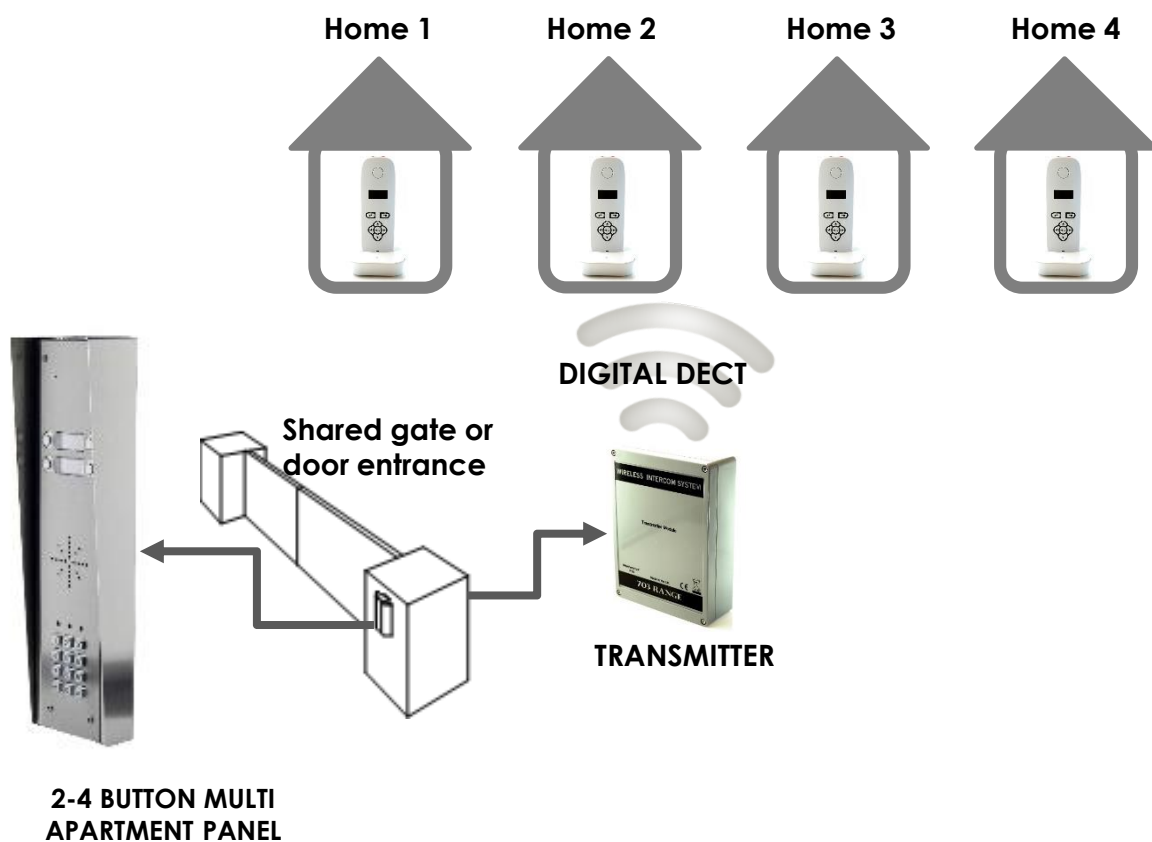 Home 1
Home 2
Home 3
Home 4
DIGITAL DECT
Shared gate or
door entrance
WIRELESS INTERCOM SYSTEM
703 RANGE
TRANSMITTER
2-4 BUTTON MULTI
APARTMENT PANEL